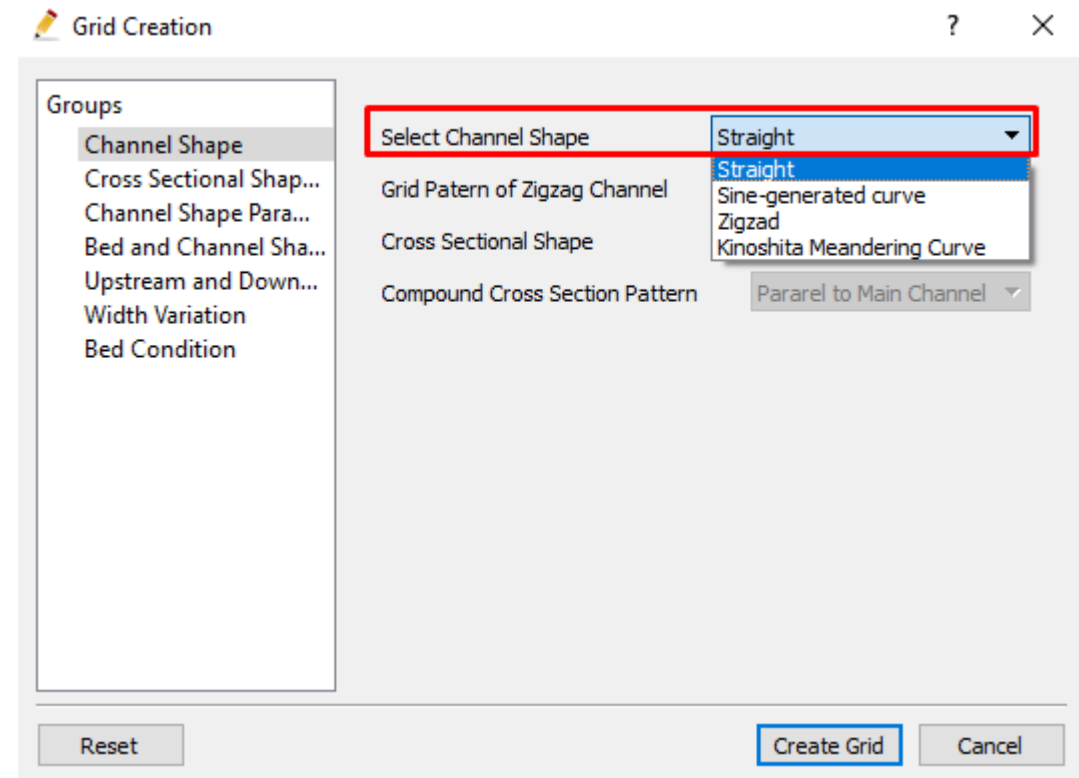 Grid Creation
?
Groups
Channel Shape
Cross Sectional Shap...
Channel Shape Para...
Bed and Channel Sha...
Upstream and Down...
Width Variation
Bed Condition
Select Channel Shape
Straight
Straight
Sine-generated curve
Zigzad
Kinoshita Meandering Curve
Grid Patern of Zigzag Channel
Cross Sectional Shape
Compound Cross Section Pattern
Pararel to Main Channel
Reset
Create Grid
Cancel